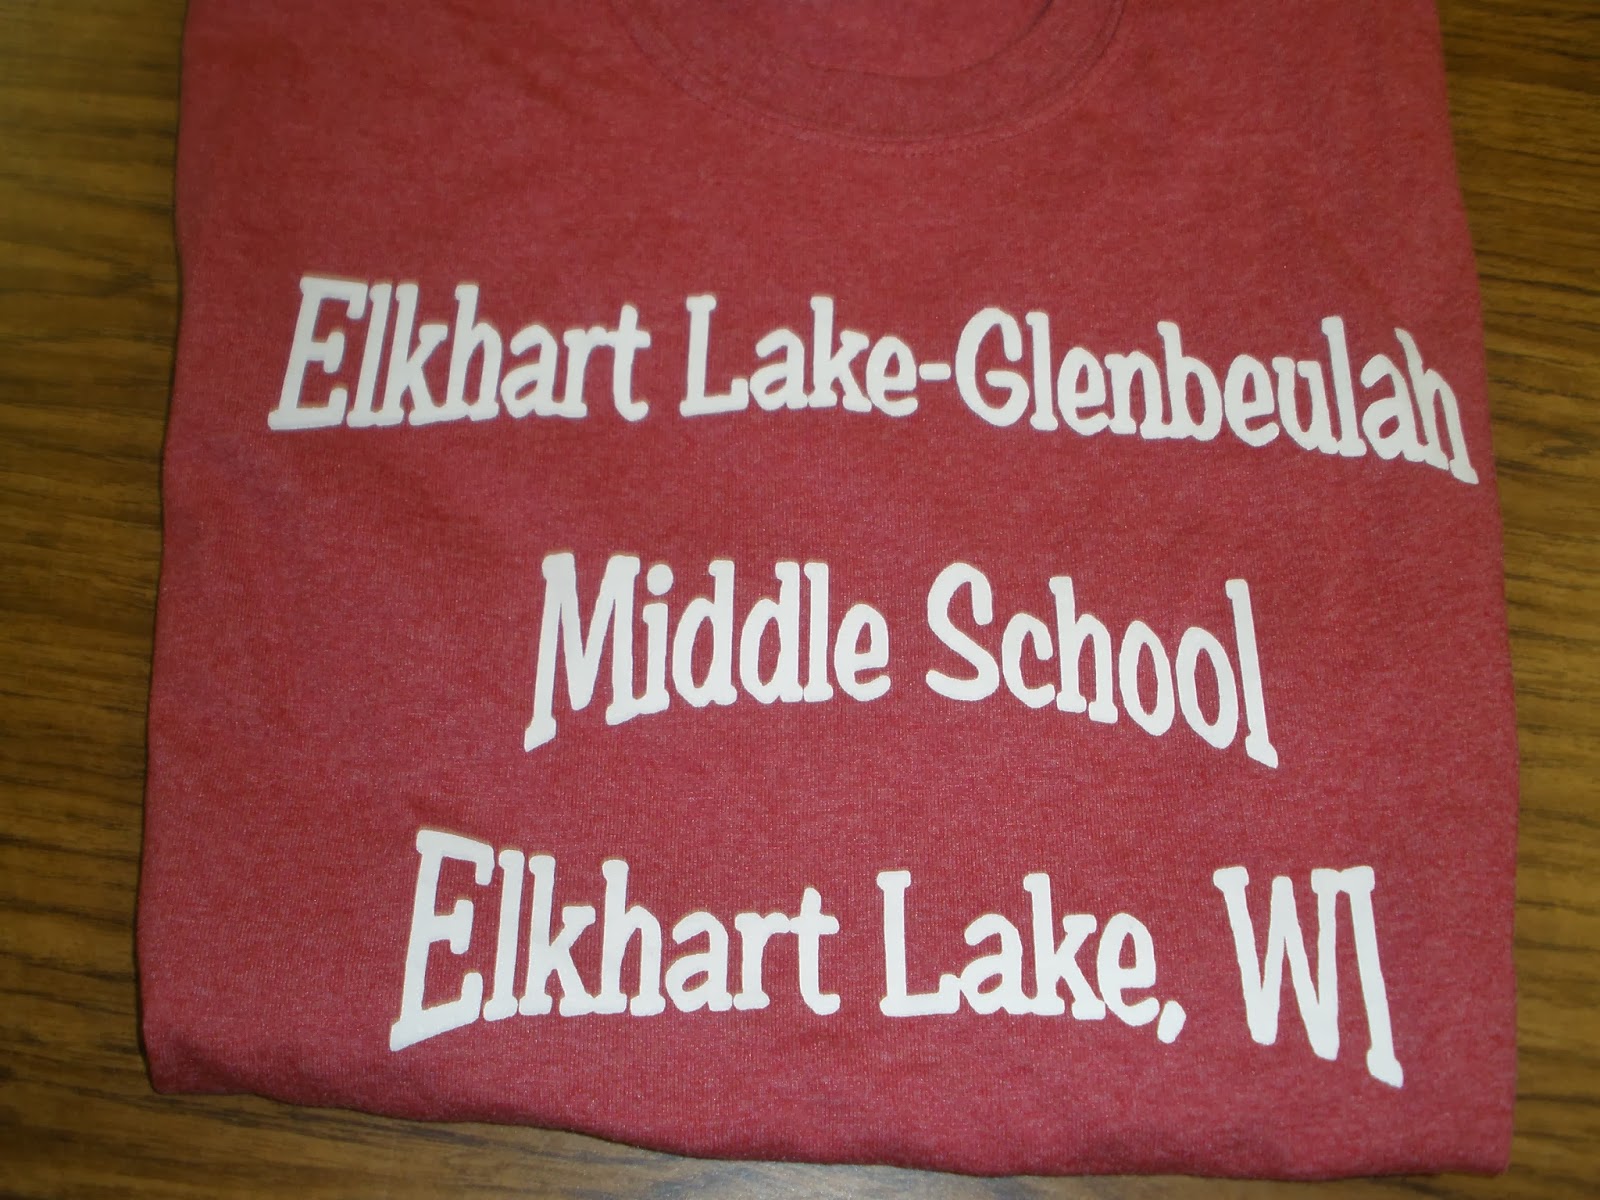 Elkhart Lake-Glenbeulah
Middle School
Elkhart Lake, WI